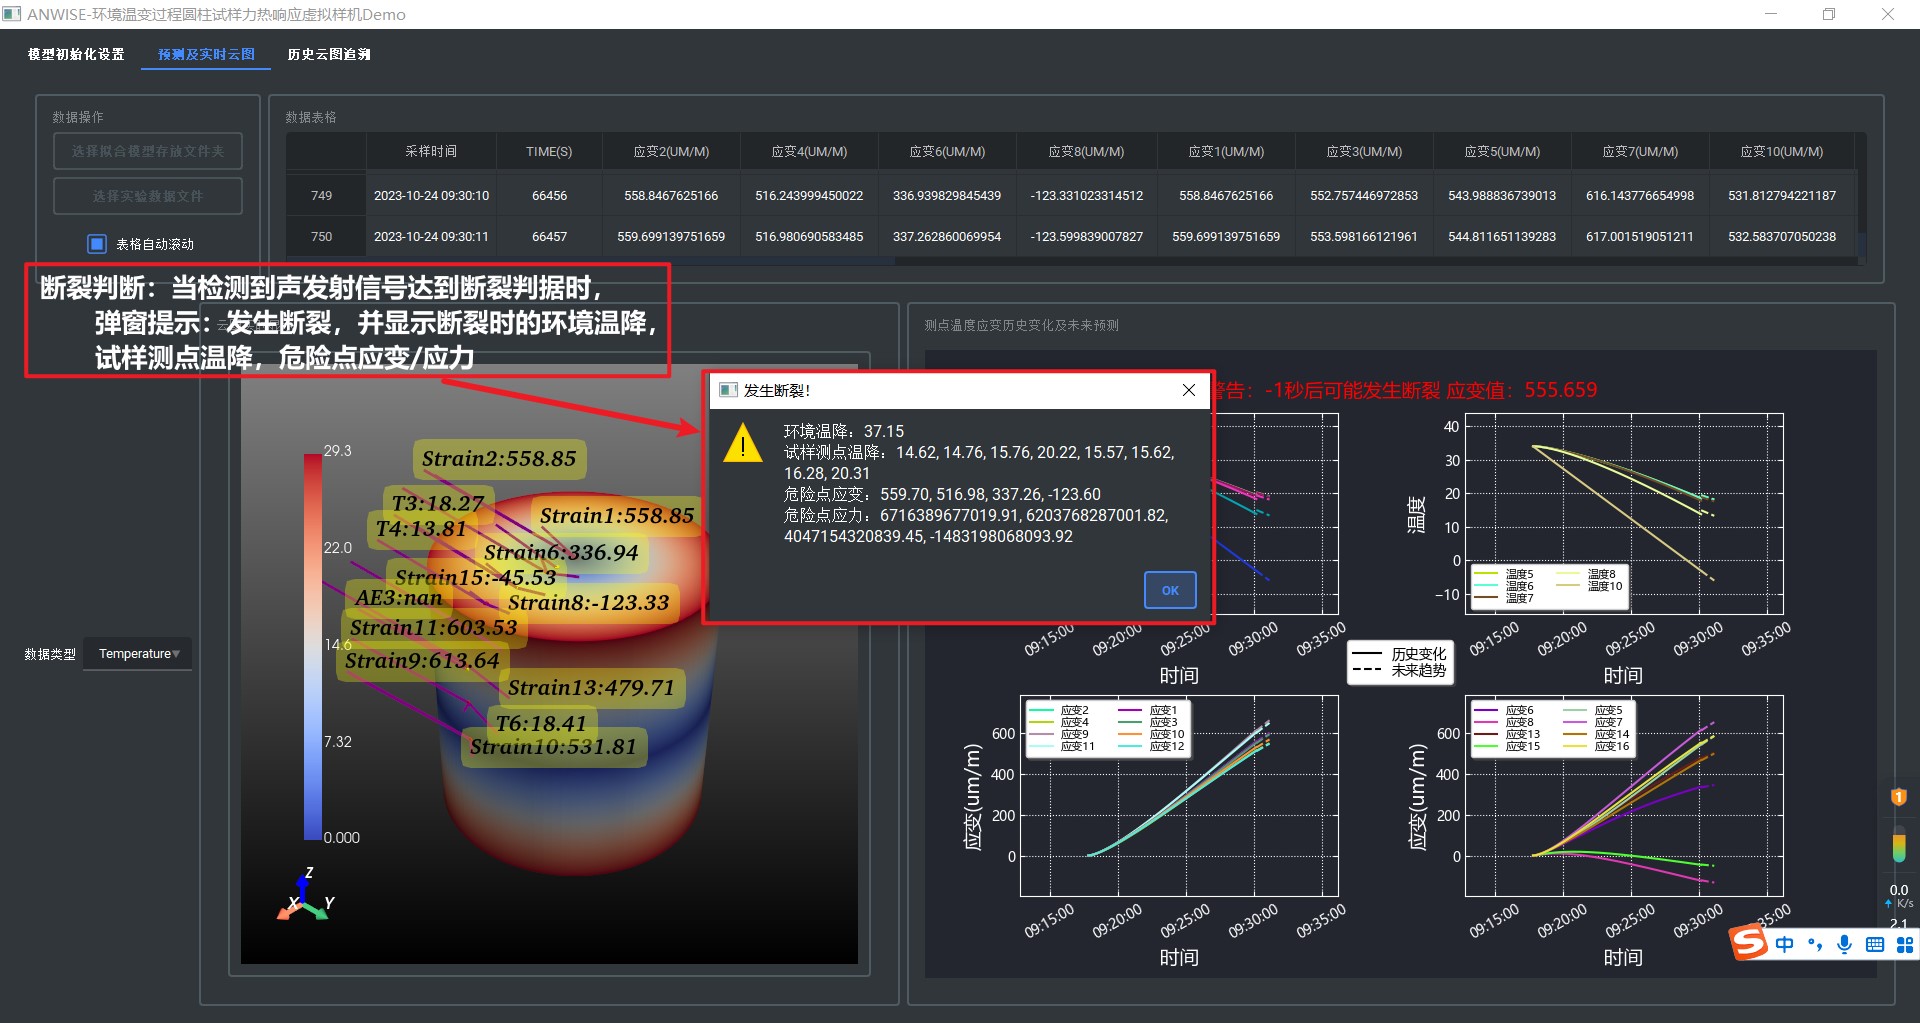 ANWISE-环境温变过程圆柱试样力热响应虚拟样机Demo
模型初始化设置 预测及实时云图 历史云图追溯
数据操作
选择拟合模型存放文件夹
选择实验数据文件
表格自动滚动
数据表格
采样时间 TIME(S) 应变2(UM/M) 应变4(UM/M) 应变6(UM/M) 应变8(UM/M) 应变1(UM/M) 应变3(UM/M) 应变5(UM/M) 应变7(UM/M) 应变10(UM/M)
749 2023-10-24 09:30:10 66456 558.8467625166 516.243999450022 336.939829845439 -123.331023314512 558.8467625166 552.757446972853 543.988836739013 616.143776654998 531.812794221187
750 2023-10-24 09:30:11 66457 559.699139751659 516.980690583485 337.262860069954 -123.599839007827 559.699139751659 553.598166121961 544.811651139283 617.001519051211 532.583707050238
断裂判断：当检测到声发射信号达到断裂判据时，
弹窗提示：发生断裂，并显示断裂时的环境温降，
试样测点温降，危险点应变/应力
数据类型 Temperature
29.3
22.0
14.6
7.32
0.000
Strain2:558.85
T3:18.27
T4:13.81
Strain1:558.85
Strain6:336.94
Strain15:-45.53
AE3:nan
Strain8:-123.33
Strain11:603.53
Strain9:613.64
Strain13:479.71
T6:18.41
Strain10:531.81
Z
X
Y
测点温度应变历史变化及未来预测
警告：-1秒后可能发生断裂 应变值：555.659
发生断裂!
环境温降：37.15
试样测点温降：14.62, 14.76, 15.76, 20.22, 15.57, 15.62,
16.28, 20.31
危险点应变：559.70, 516.98, 337.26, -123.60
危险点应力：6716389677019.91, 6203768287001.82,
4047154320839.45, -1483198068093.92
OK
09:15:00 09:20:00 09:25:00 09:30:00 09:35:00
时间
温度
40
30
20
10
0
−10
温度5 温度8
温度6 温度10
温度7
09:15:00 09:20:00 09:25:00 09:30:00 09:35:00
时间
历史变化
未来趋势
应变(um/m)
600
400
200
0
应变2 应变1
应变4 应变3
应变9 应变10
应变11 应变12
09:15:00 09:20:00 09:25:00 09:30:00 09:35:00
时间
应变(um/m)
600
400
200
0
应变6 应变5
应变8 应变7
应变13 应变14
应变15 应变16
09:15:00 09:20:00 09:25:00 09:30:00 09:35:00
时间
1
0.0
K/s
2.1
S 中